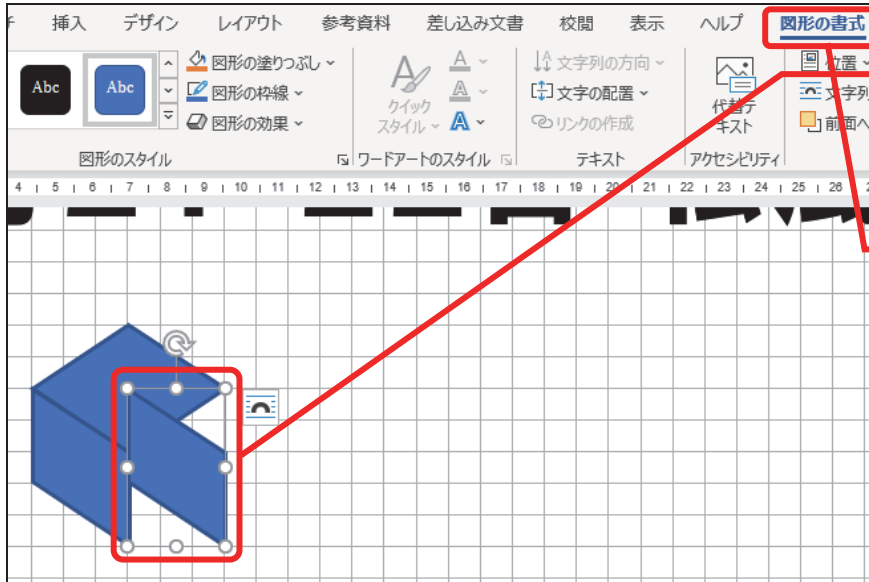 挿入 デザイン レイアウト 参考資料 差し込み文書 校閲 表示 ヘルプ 図形の書式
Abc Abc 図形の塗りつぶし 文字列の方向 位置
図形の枠線 文字の配置 文字列
図形の効果 クイック スタイル リンクの作成 代替テキスト 前面へ
図形のスタイル ワードアートのスタイル テキスト アクセシビリティ
4 5 6 7 8 9 10 11 12 13 14 15 16 17 18 19 20 21 22 23 24 25 26